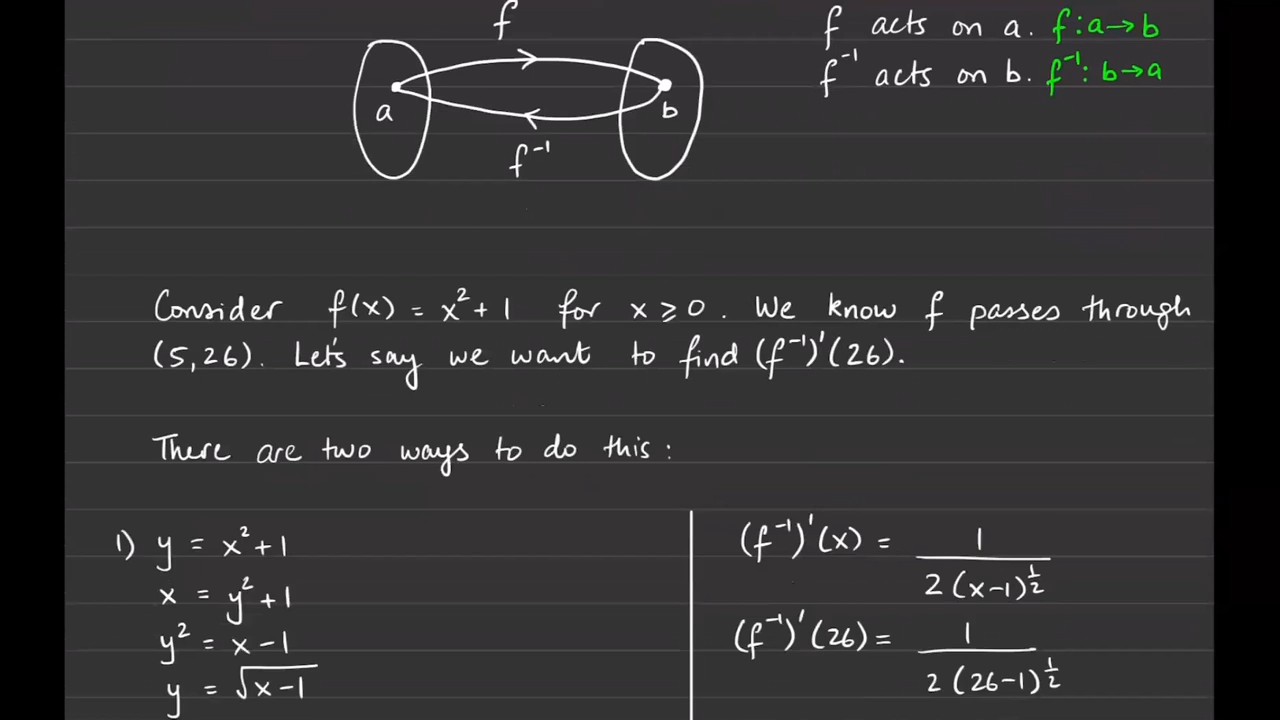 f
f acts on a. f: a → b
f⁻¹ acts on b. f⁻¹: b → a
a
b
f⁻¹
Consider f(x) = x² + 1 for x ⩾ 0. We know f passes through
(5,26). Let's say we want to find (f⁻¹)'(26).
There are two ways to do this:
1) y = x² + 1
x = y² + 1
y² = x - 1
y = √(x-1)
(f⁻¹)'(x) = 1 / 2(x-1)^½
(f⁻¹)'(26) = 1 / 2(26-1)^½